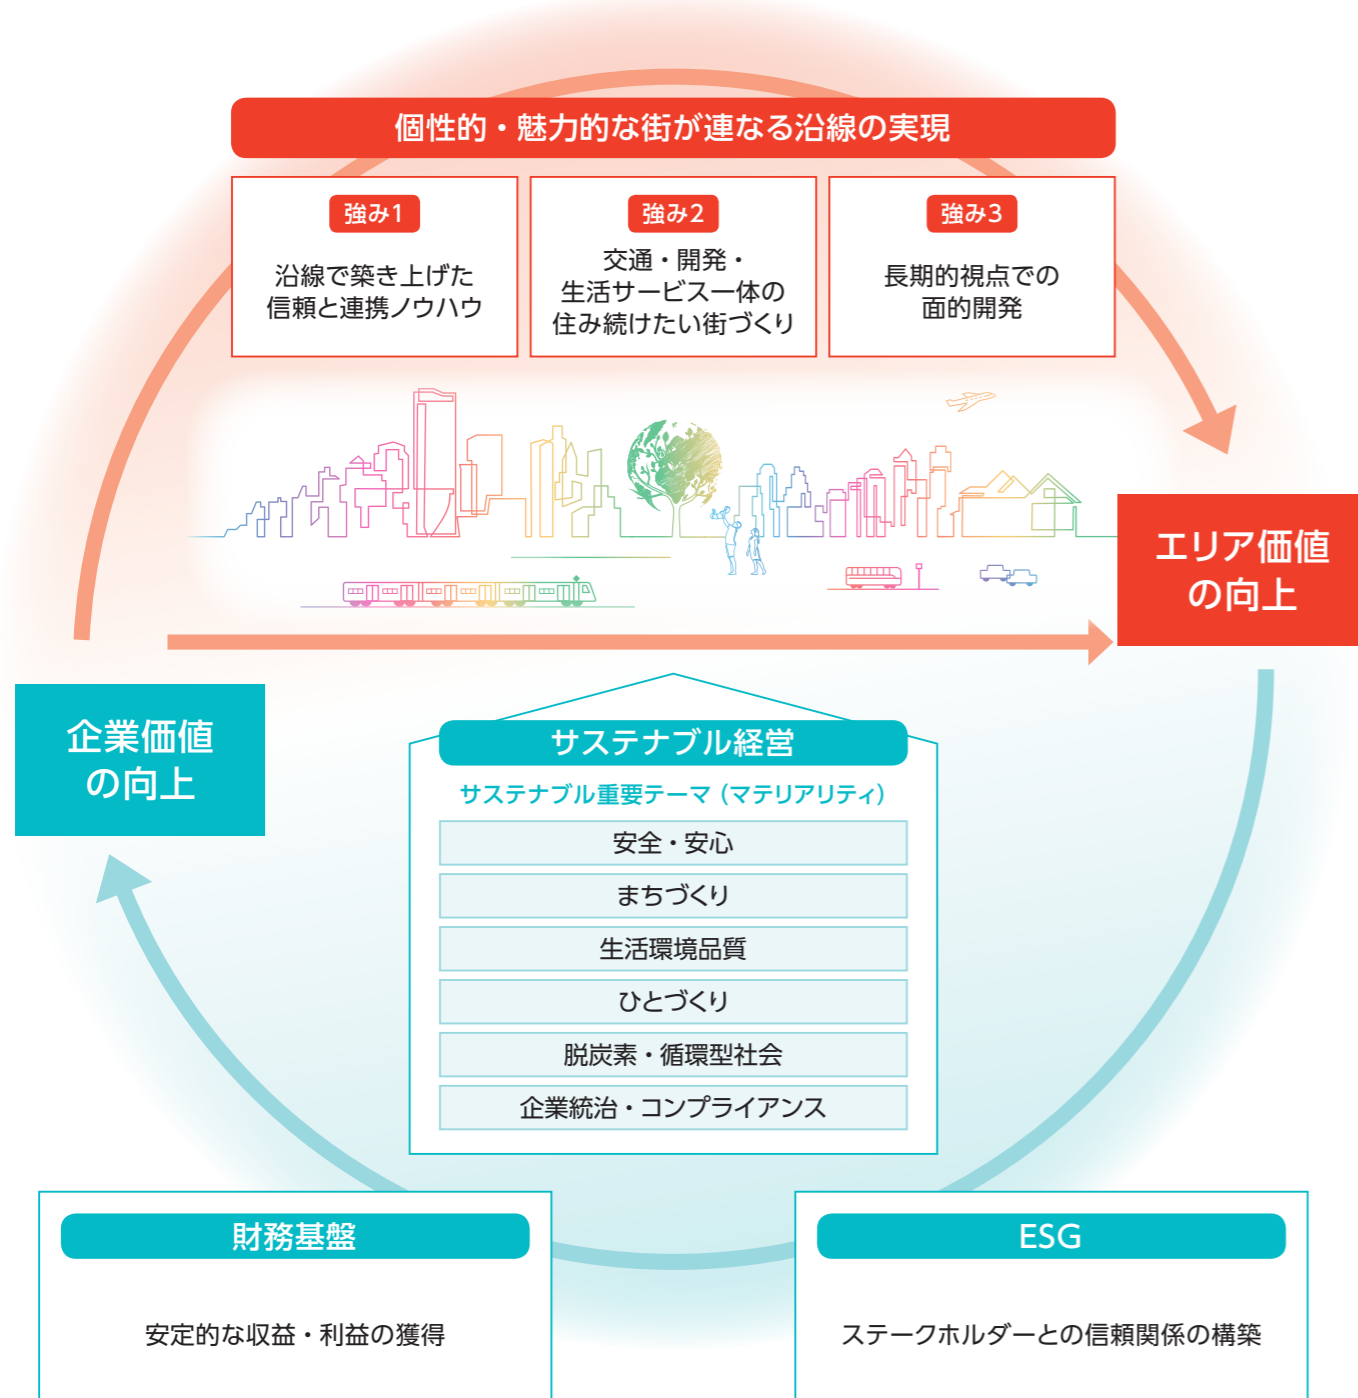 個性的・魅力的な街が連なる沿線の実現
強み1
沿線で築き上げた
信頼と連携ノウハウ
強み2
交通・開発・
生活サービス一体の
住み続けたい街づくり
強み3
長期的視点での
面的開発
エリア価値
の向上
企業価値
の向上
サステナブル経営
サステナブル重要テーマ（マテリアリティ）
安全・安心
まちづくり
生活環境品質
ひとづくり
脱炭素・循環型社会
企業統治・コンプライアンス
財務基盤
安定的な収益・利益の獲得
ESG
ステークホルダーとの信頼関係の構築